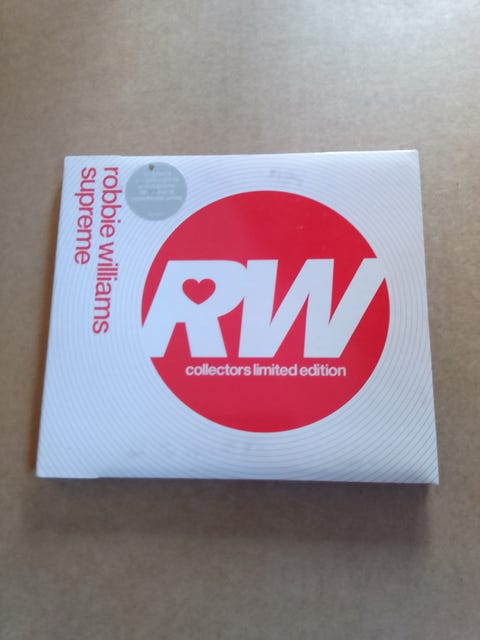 robbie williams
supreme
RW
collectors limited edition